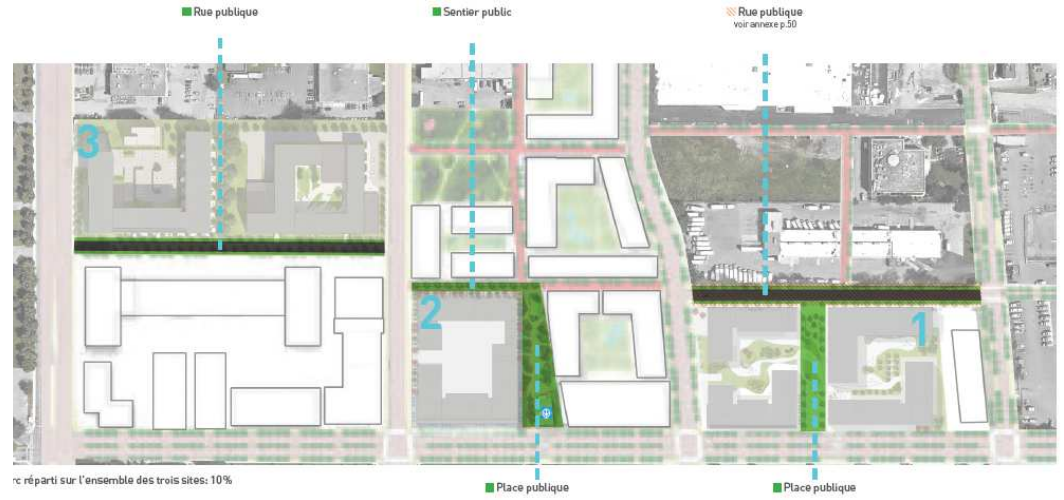 Rue publique
Sentier public
Rue publique
voir annexe p.50
3
2
1
rc réparti sur l'ensemble des trois sites: 10%
Place publique
Place publique